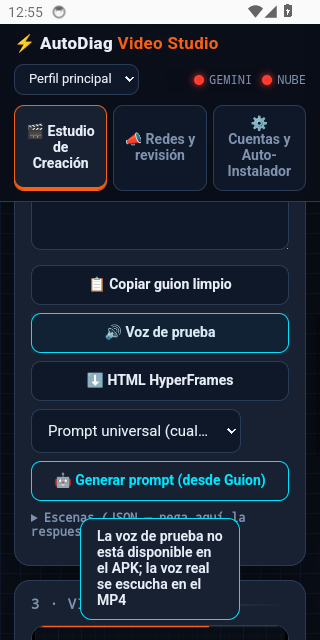 12:55
⚡ AutoDiag Video Studio
Perfil principal
GEMINI
NUBE
🎬 Estudio
de
Creación
📣 Redes y
revisión
⚙️
Cuentas y
Auto-
Instalador
📋 Copiar guion limpio
🔊 Voz de prueba
⬇️ HTML HyperFrames
Prompt universal (cual...
🤖 Generar prompt (desde Guion)
▶ Escenas (JSON — pega aquí la
La voz de prueba no
está disponible en
el APK; la voz real
se escucha en el
MP4
3 ·